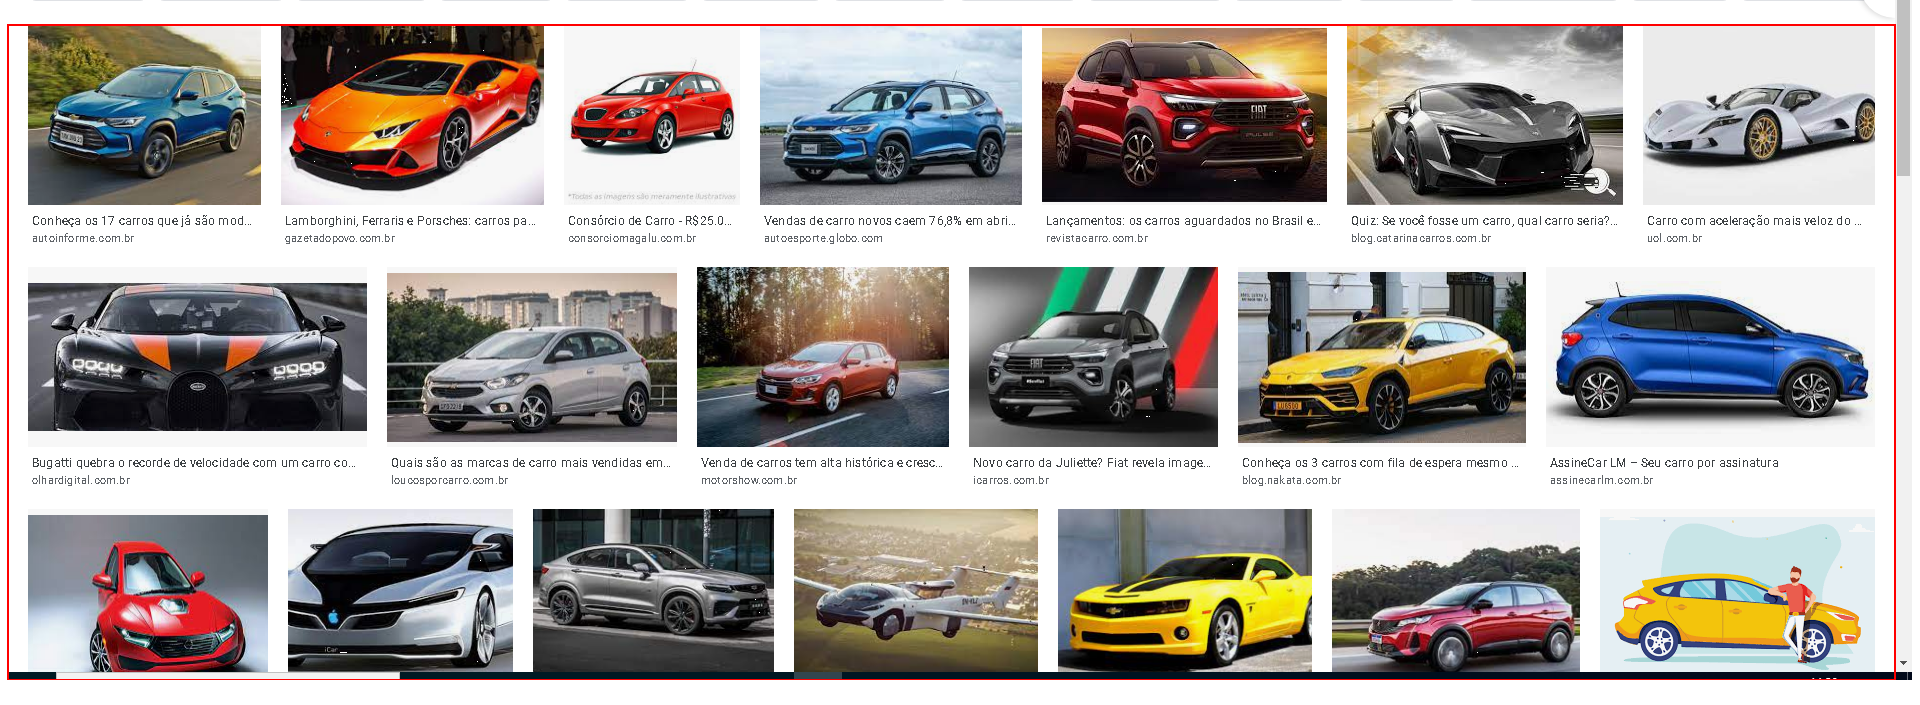 FIAT
PULSE
*Todas as imagens são meramente ilustrativas
Conheça os 17 carros que já são mod...
autoinforme.com.br
Lamborghini, Ferraris e Porsches: carros pa...
gazetadopovo.com.br
Consórcio de Carro - R$25.0...
consorciomagalu.com.br
Vendas de carro novos caem 76,8% em abri...
autoesporte.globo.com
Lançamentos: os carros aguardados no Brasil e...
revistacarro.com.br
Quiz: Se você fosse um carro, qual carro seria?...
blog.catarinacarros.com.br
Carro com aceleração mais veloz do ...
uol.com.br
FIAT
Bugatti quebra o recorde de velocidade com um carro co...
olhardigital.com.br
Quais são as marcas de carro mais vendidas em...
loucosporcarro.com.br
Venda de carros tem alta histórica e cresc...
motorshow.com.br
Novo carro da Juliette? Fiat revela image...
icarros.com.br
Conheça os 3 carros com fila de espera mesmo ...
blog.nakata.com.br
AssineCar LM – Seu carro por assinatura
assinecarlm.com.br
iCar